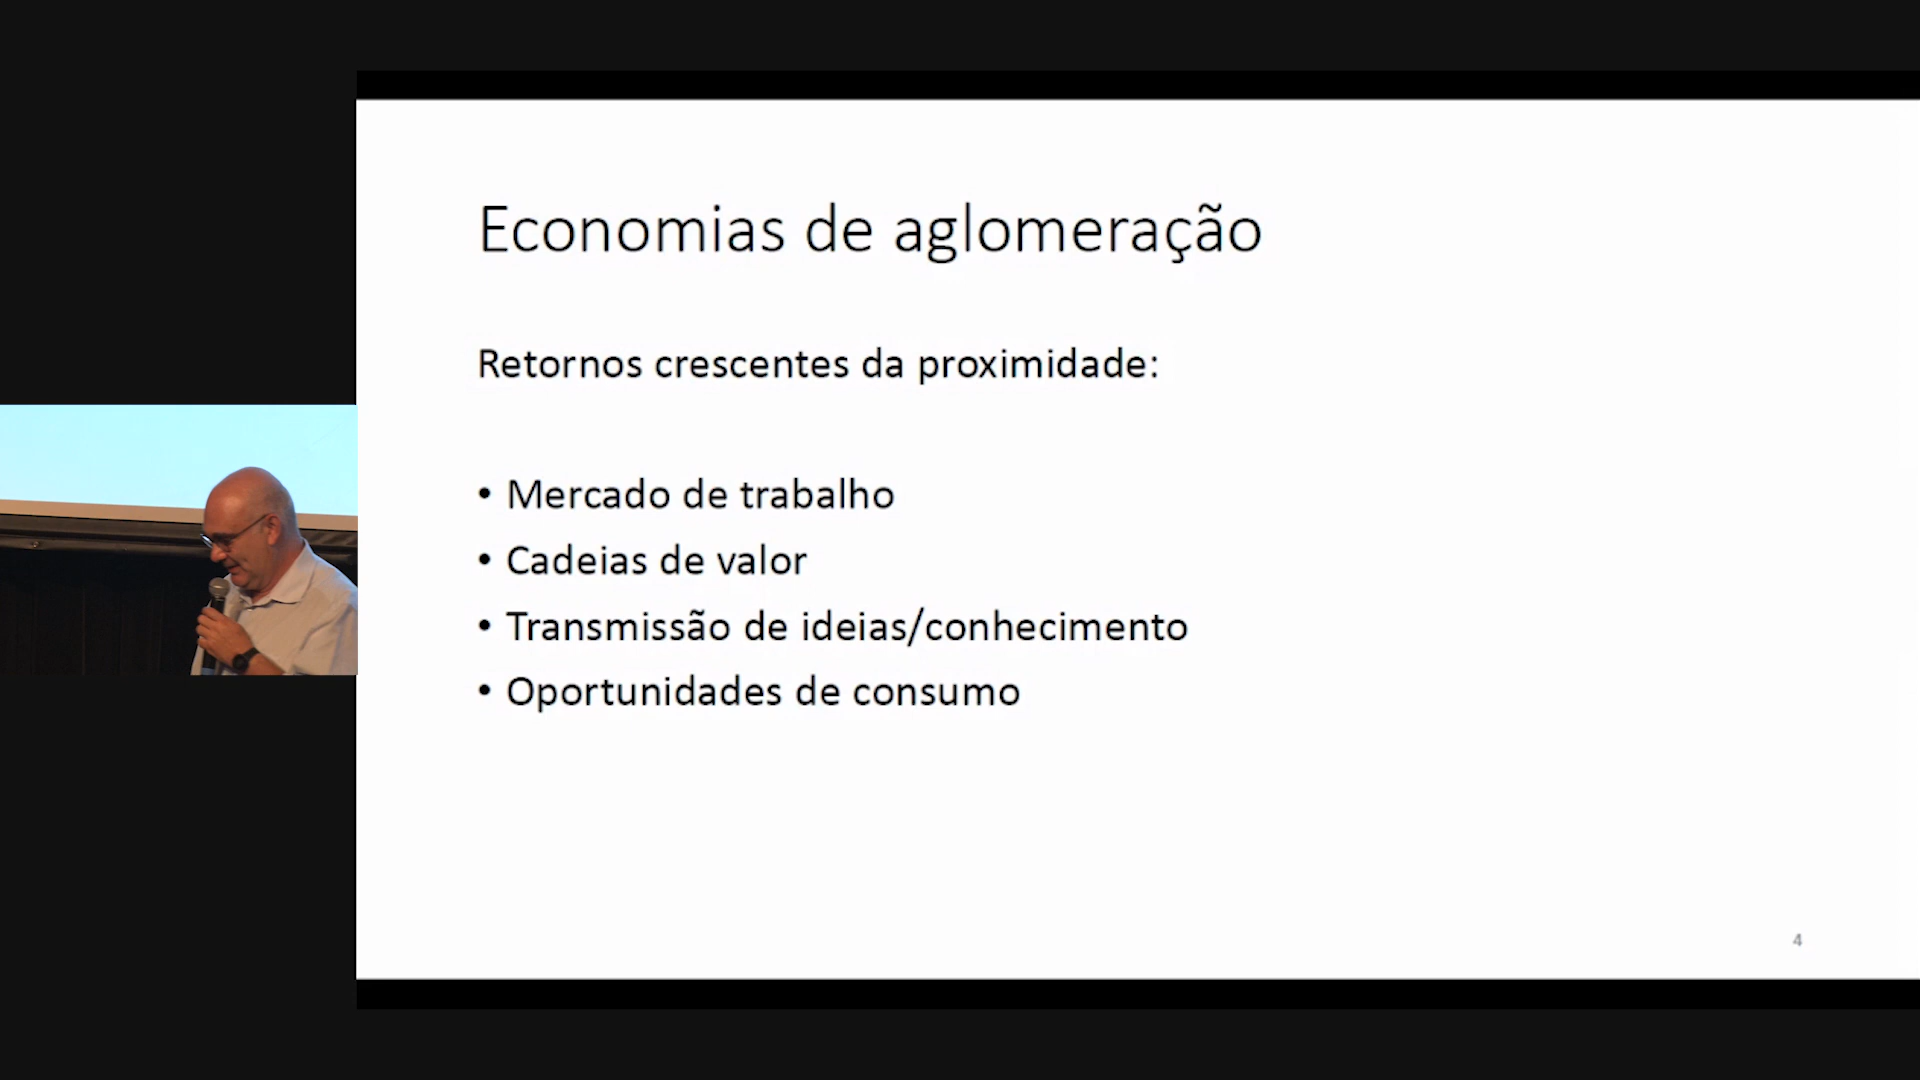 Economias de aglomeração
Retornos crescentes da proximidade:
• Mercado de trabalho
• Cadeias de valor
• Transmissão de ideias/conhecimento
• Oportunidades de consumo
4